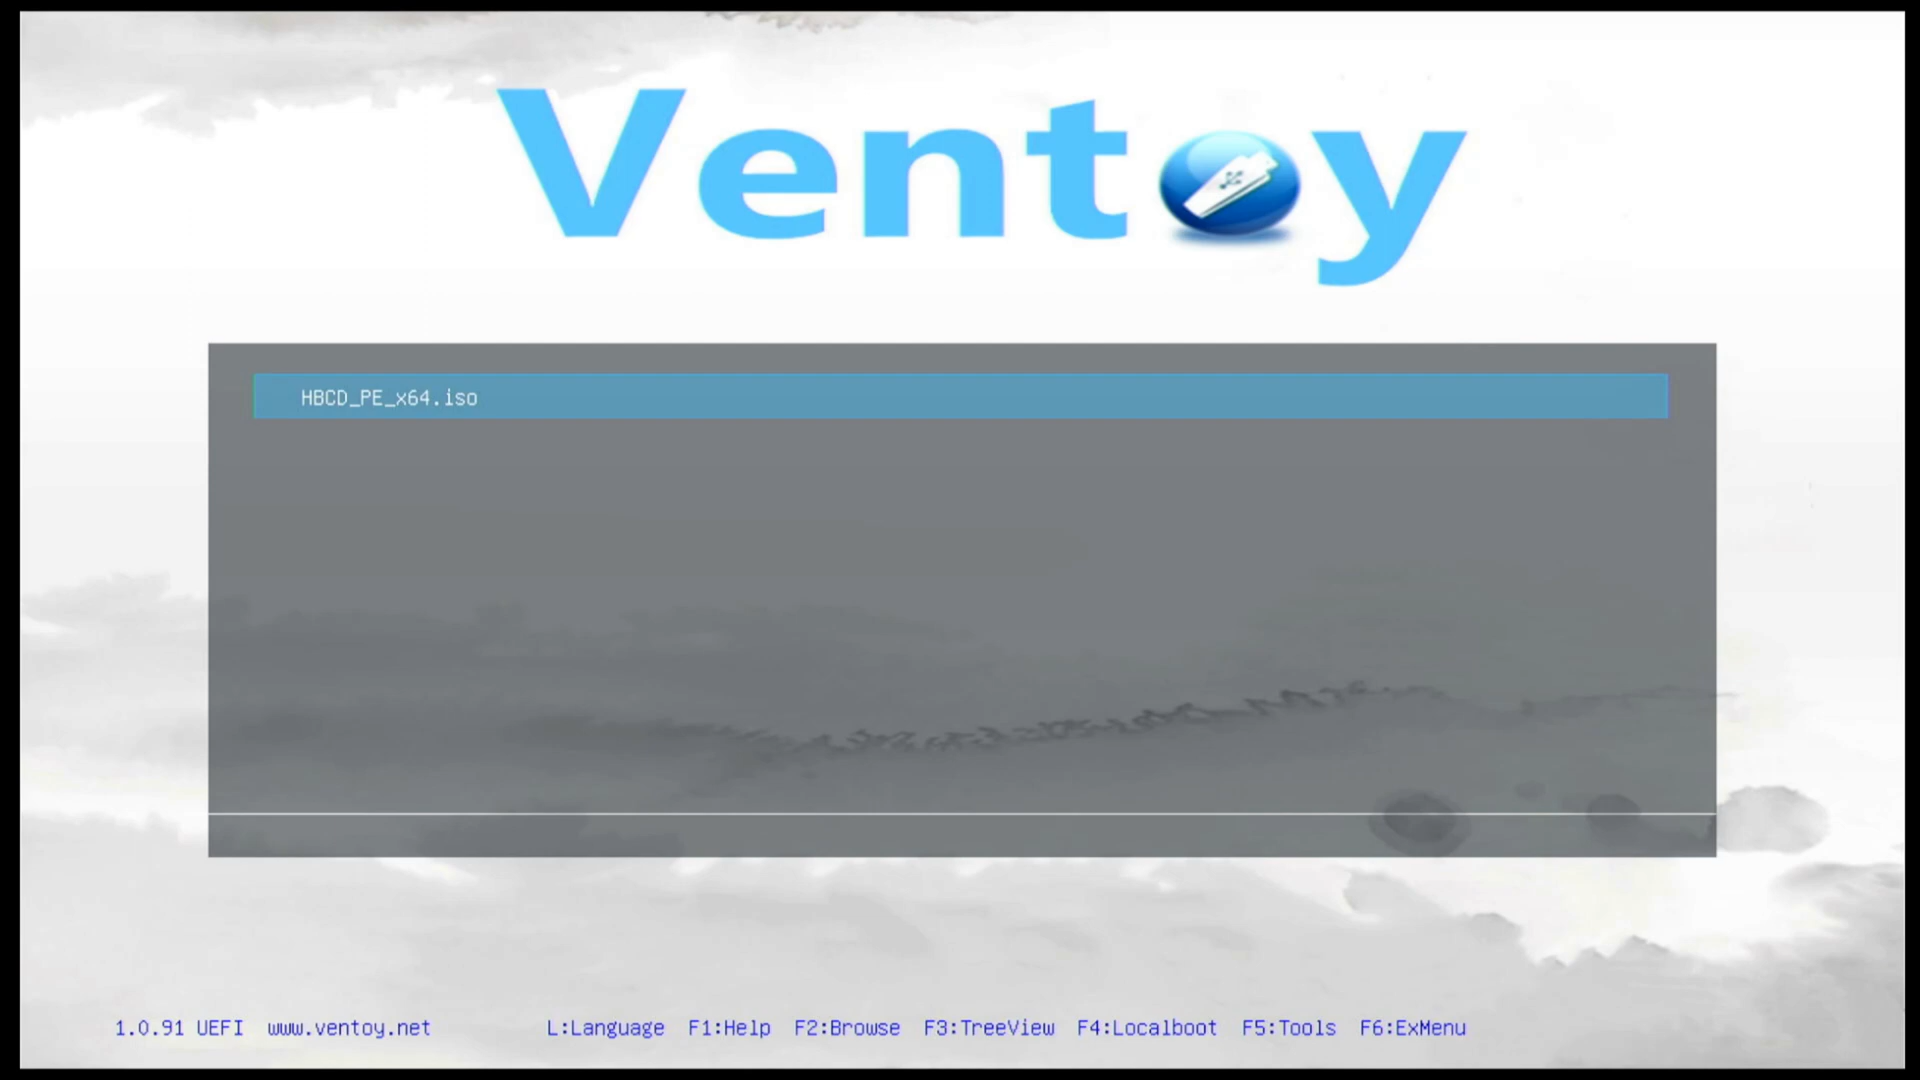 Ventoy
HBCD_PE_x64.iso
1.0.91 UEFI www.ventoy.net L:Language F1:Help F2:Browse F3:TreeView F4:Localboot F5:Tools F6:ExMenu